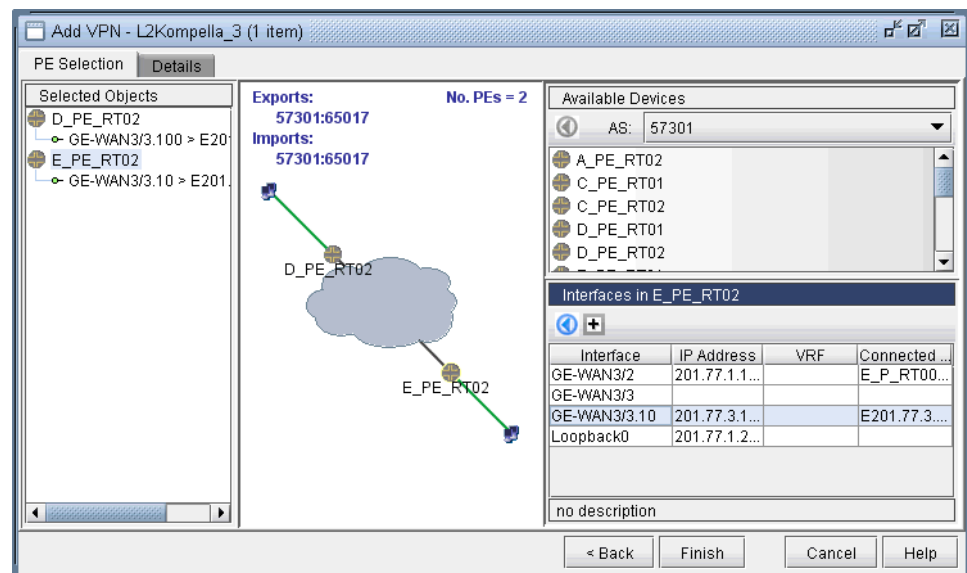 Add VPN - L2Kompella_3 (1 item)
PE Selection
Details
Selected Objects
D_PE_RT02
GE-WAN3/3.100 > E20
E_PE_RT02
GE-WAN3/3.10 > E201.
Exports:
57301:65017
Imports:
57301:65017
No. PEs = 2
D_PE_RT02
E_PE_RT02
Available Devices
AS: 57301
A_PE_RT02
C_PE_RT01
C_PE_RT02
D_PE_RT01
D_PE_RT02
Interfaces in E_PE_RT02
Interface IP Address VRF Connected ...
GE-WAN3/2 201.77.1.1... E_P_RT00...
GE-WAN3/3
GE-WAN3/3.10 201.77.3.1... E201.77.3....
Loopback0 201.77.1.2...
no description
< Back Finish Cancel Help